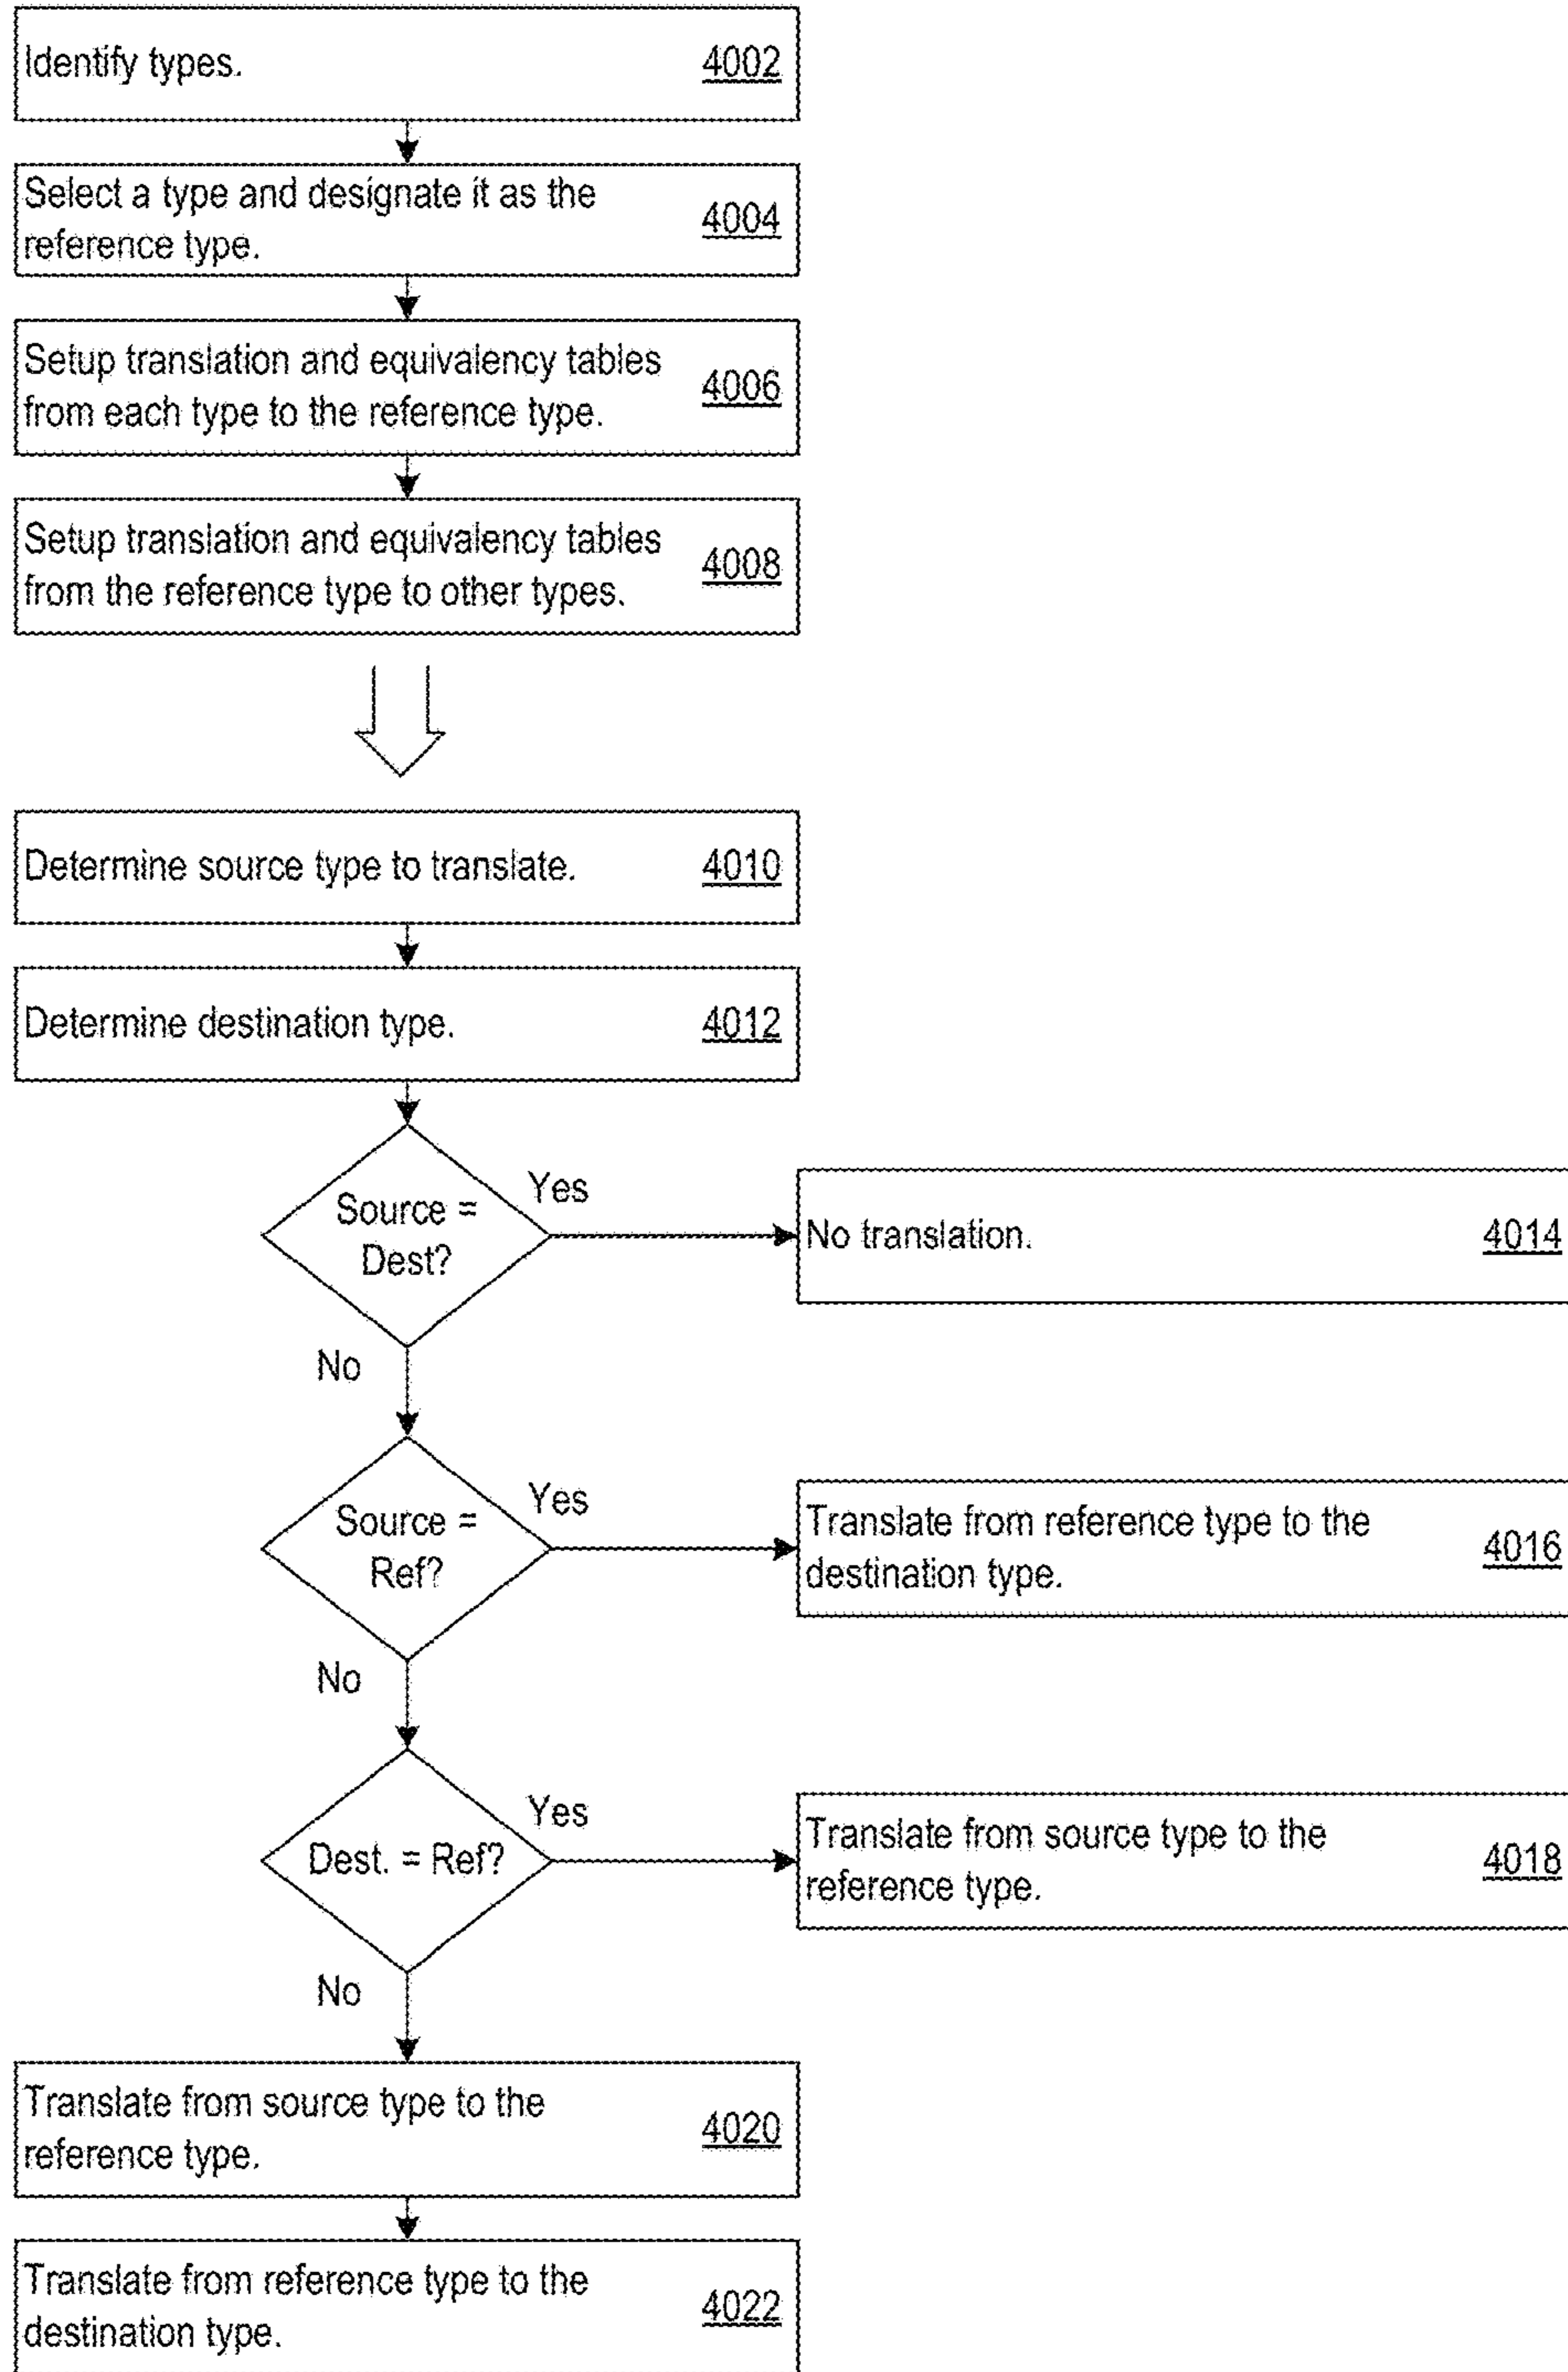 Identify types. 4002
Select a type and designate it as the
reference type. 4004
Setup translation and equivalency tables
from each type to the reference type. 4006
Setup translation and equivalency tables
from the reference type to other types. 4008
Determine source type to translate. 4010
Determine destination type. 4012
Source =
Dest?
Yes
No translation. 4014
No
Source =
Ref?
Yes
Translate from reference type to the
destination type. 4016
No
Dest. = Ref?
Yes
Translate from source type to the
reference type. 4018
No
Translate from source type to the
reference type. 4020
Translate from reference type to the
destination type. 4022